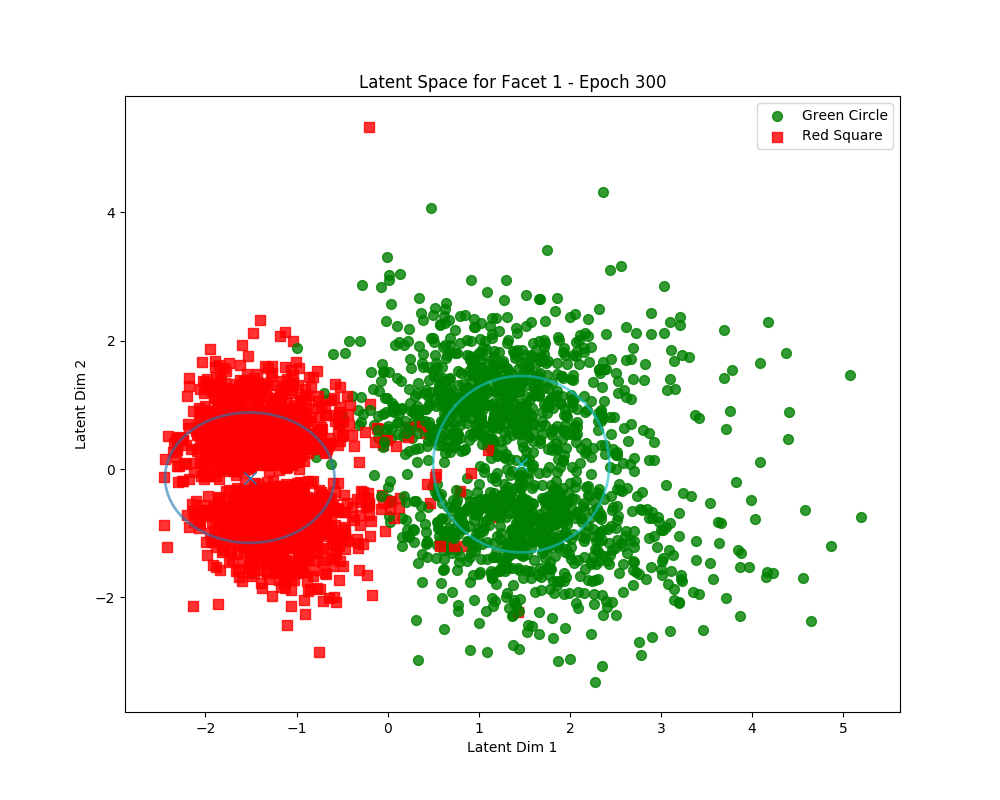 Latent Space for Facet 1 - Epoch 300
Green Circle
Red Square
4
2
0
−2
Latent Dim 2
−2
−1
0
1
2
3
4
5
Latent Dim 1